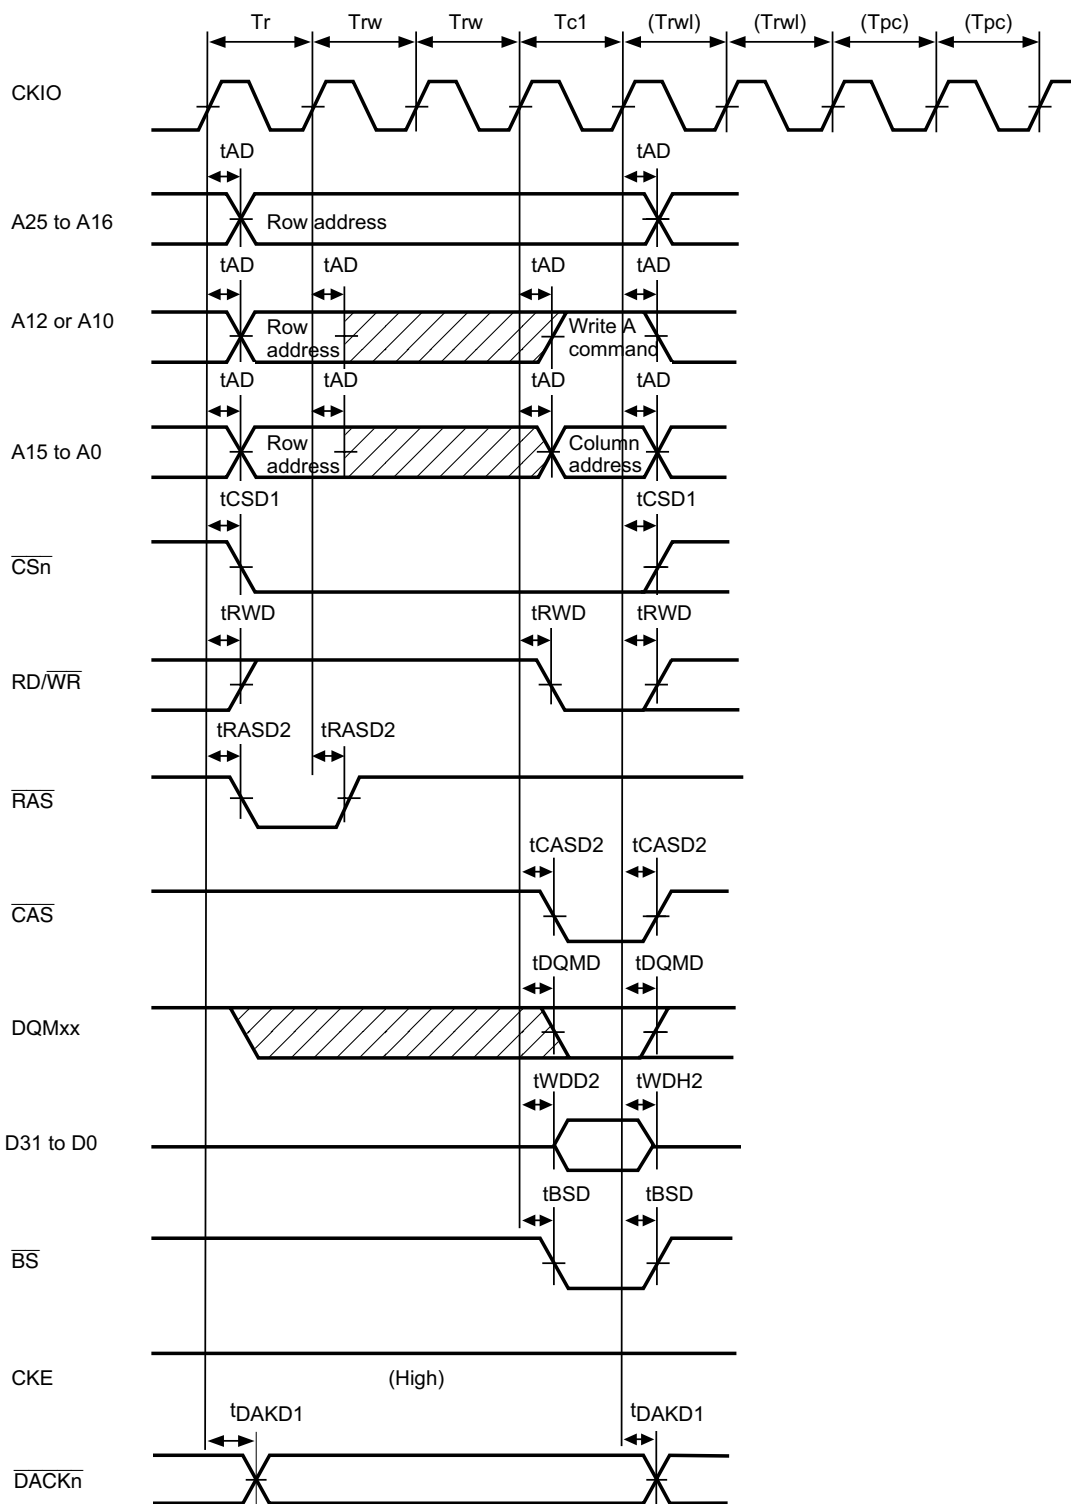 Tr Trw Trw Tc1 (Trwl) (Trwl) (Tpc) (Tpc)
CKIO
tAD tAD
A25 to A16 Row address
tAD tAD tAD tAD
A12 or A10 Row address Write A command
tAD tAD tAD tAD
A15 to A0 Row address Column address
tCSD1 tCSD1
CSn
tRWD tRWD tRWD
RD/WR
tRASD2 tRASD2
RAS
tCASD2 tCASD2
CAS
tDQMD tDQMD
DQMxx
tWDD2 tWDH2
D31 to D0
tBSD tBSD
BS
CKE (High)
tDAKD1 tDAKD1
DACKn